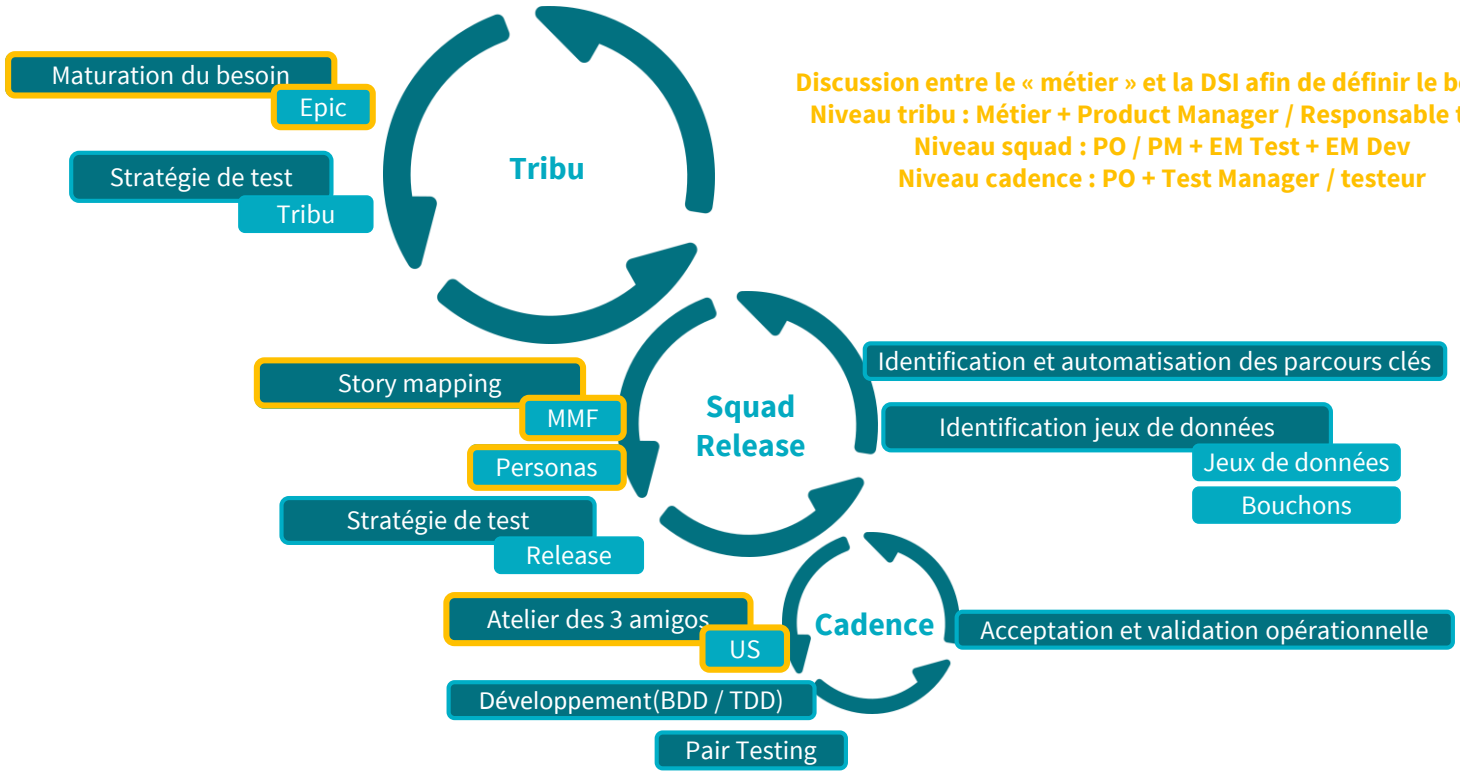 Maturation du besoin
Epic
Stratégie de test
Tribu
Tribu
Discussion entre le « métier » et la DSI afin de définir le
Niveau tribu : Métier + Product Manager / Responsable
Niveau squad : PO / PM + EM Test + EM Dev
Niveau cadence : PO + Test Manager / testeur
Story mapping
MMF
Personas
Stratégie de test
Release
Squad
Release
Identification et automatisation des parcours clés
Identification jeux de données
Jeux de données
Bouchons
Atelier des 3 amigos
US
Développement(BDD / TDD)
Pair Testing
Cadence
Acceptation et validation opérationnelle